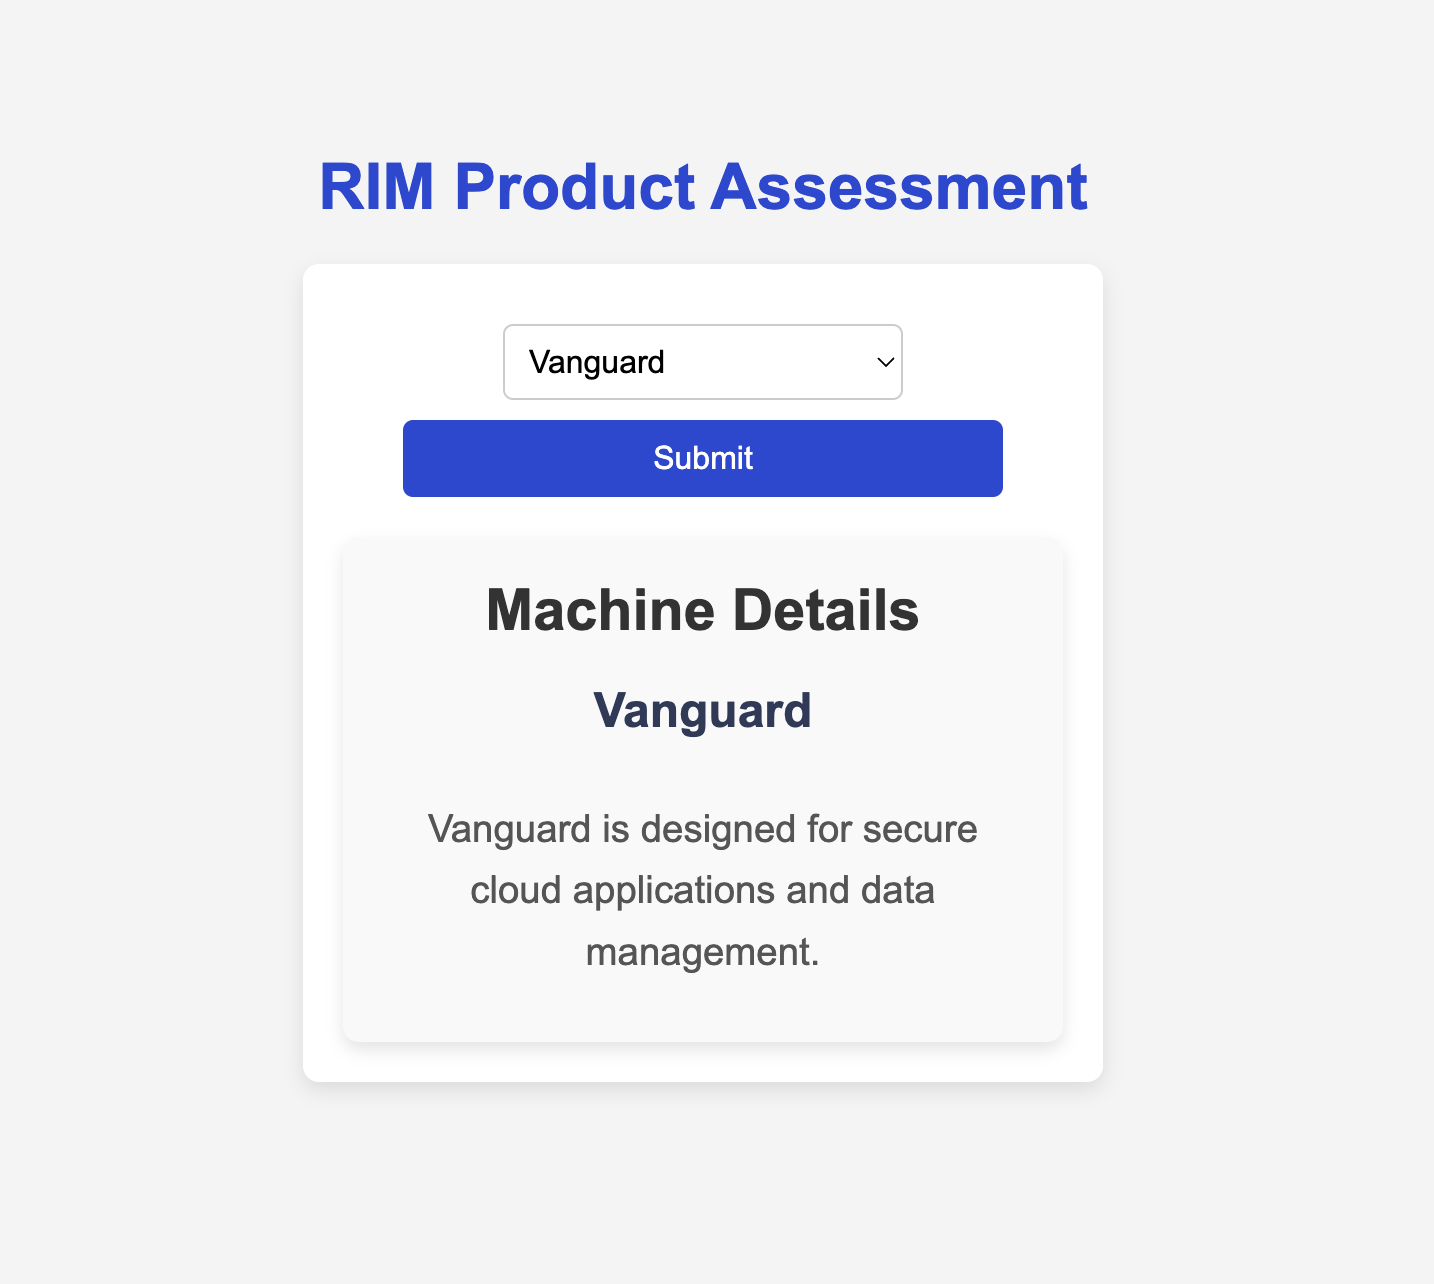 RIM Product Assessment
Vanguard
Submit
Machine Details
Vanguard
Vanguard is designed for secure
cloud applications and data
management.